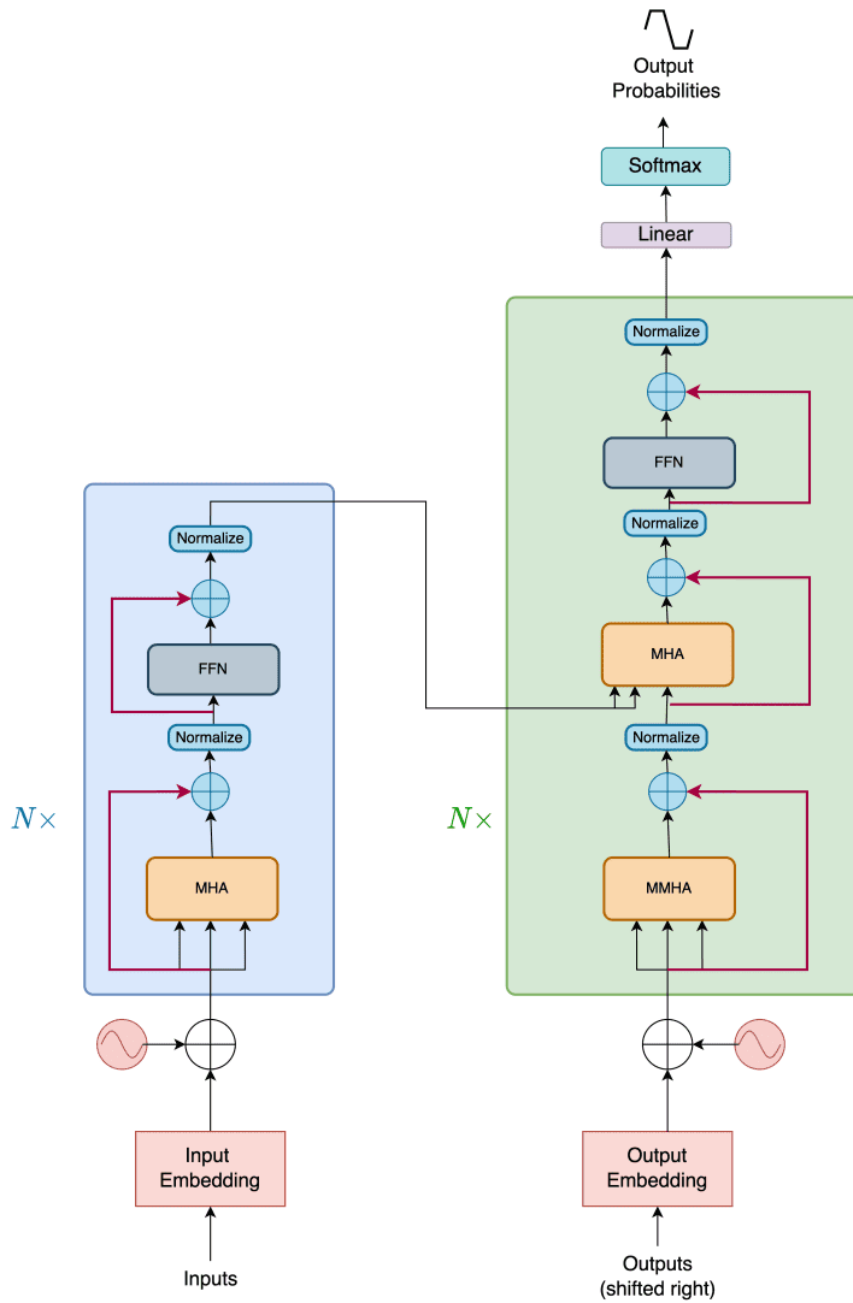 Output
Probabilities
Softmax
Linear
Normalize
FFN
Normalize
MHA
Normalize
MMHA
N×
Output
Embedding
Outputs
(shifted right)
Normalize
FFN
Normalize
MHA
N×
Input
Embedding
Inputs